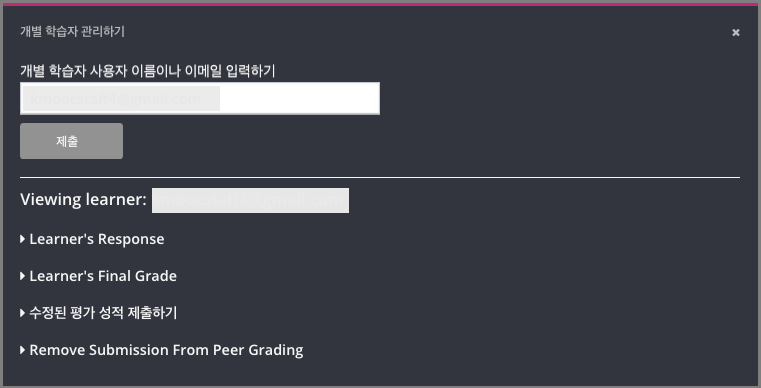 개별 학습자 관리하기
×
개별 학습자 사용자 이름이나 이메일 입력하기
제출
Viewing learner:
Learner's Response
Learner's Final Grade
수정된 평가 성적 제출하기
Remove Submission From Peer Grading